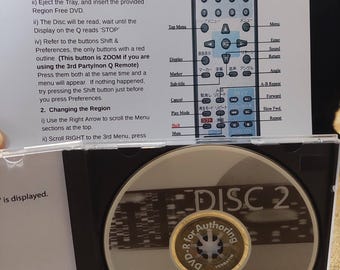 ii) Eject the Tray, and insert the provided
Region Free DVD.
ii) The Disc will be read, wait until the
Display on the Q reads 'STOP'
iv) Refer to the buttons Shift &
Preferences, the only buttons with a red
outline. (This button is ZOOM if you are
using the 3rd Party/non Q Remote)
Press them both at the same time and a
menu will appear. If nothing happened,
try pressing the Shift button just before
you press Preferences.
2. Changing the Region
i) Use the Right Arrow to scroll the Menu
sections at the top.
ii) Scroll RIGHT to the 3rd Menu, press
Top Menu
Menu
Enter
Sound
Return
Display
Marker
Angle
Sub-title
A-B Repeat
Cancel
Forward
Play Mode
Slow Fwd.
Shift
Repeat
Mute
" is displayed.
DISC 2
DVD-R for Authoring